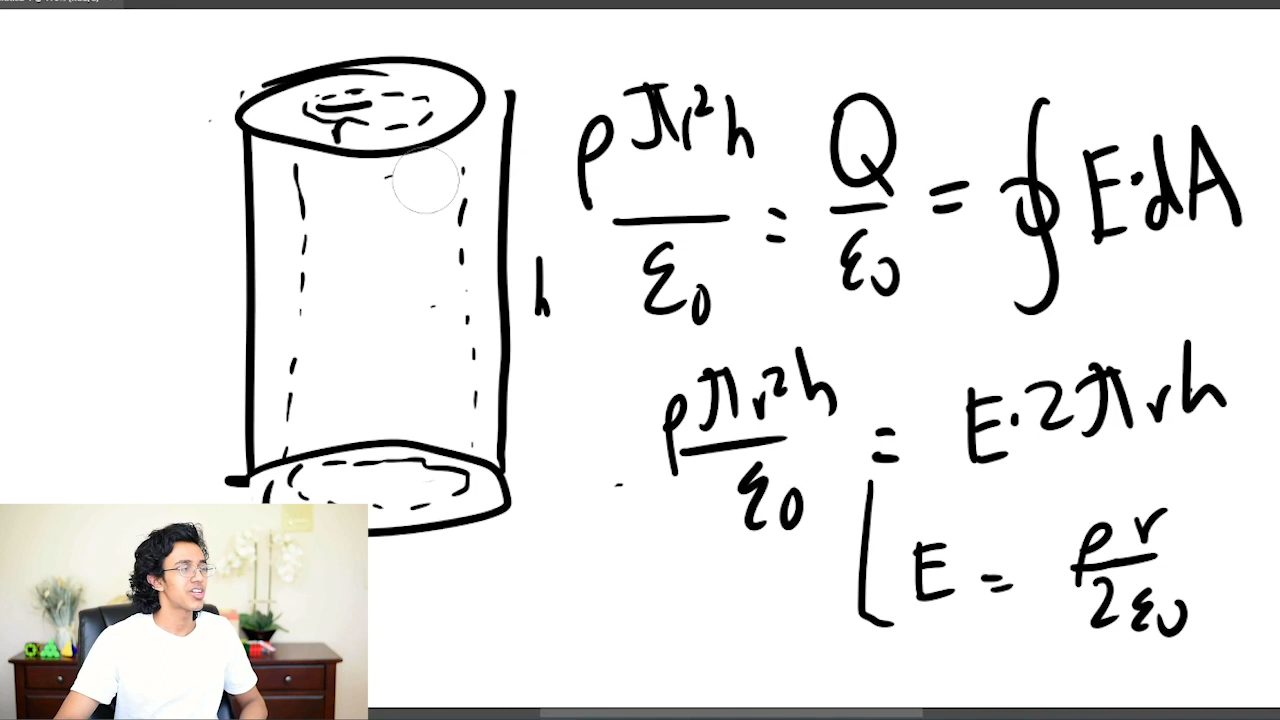 r
h
ρπr²h/ε0 = Q/ε0 = ∮E·dA
ρπr²h/ε0 = E·2πrh
E = ρr/2ε0